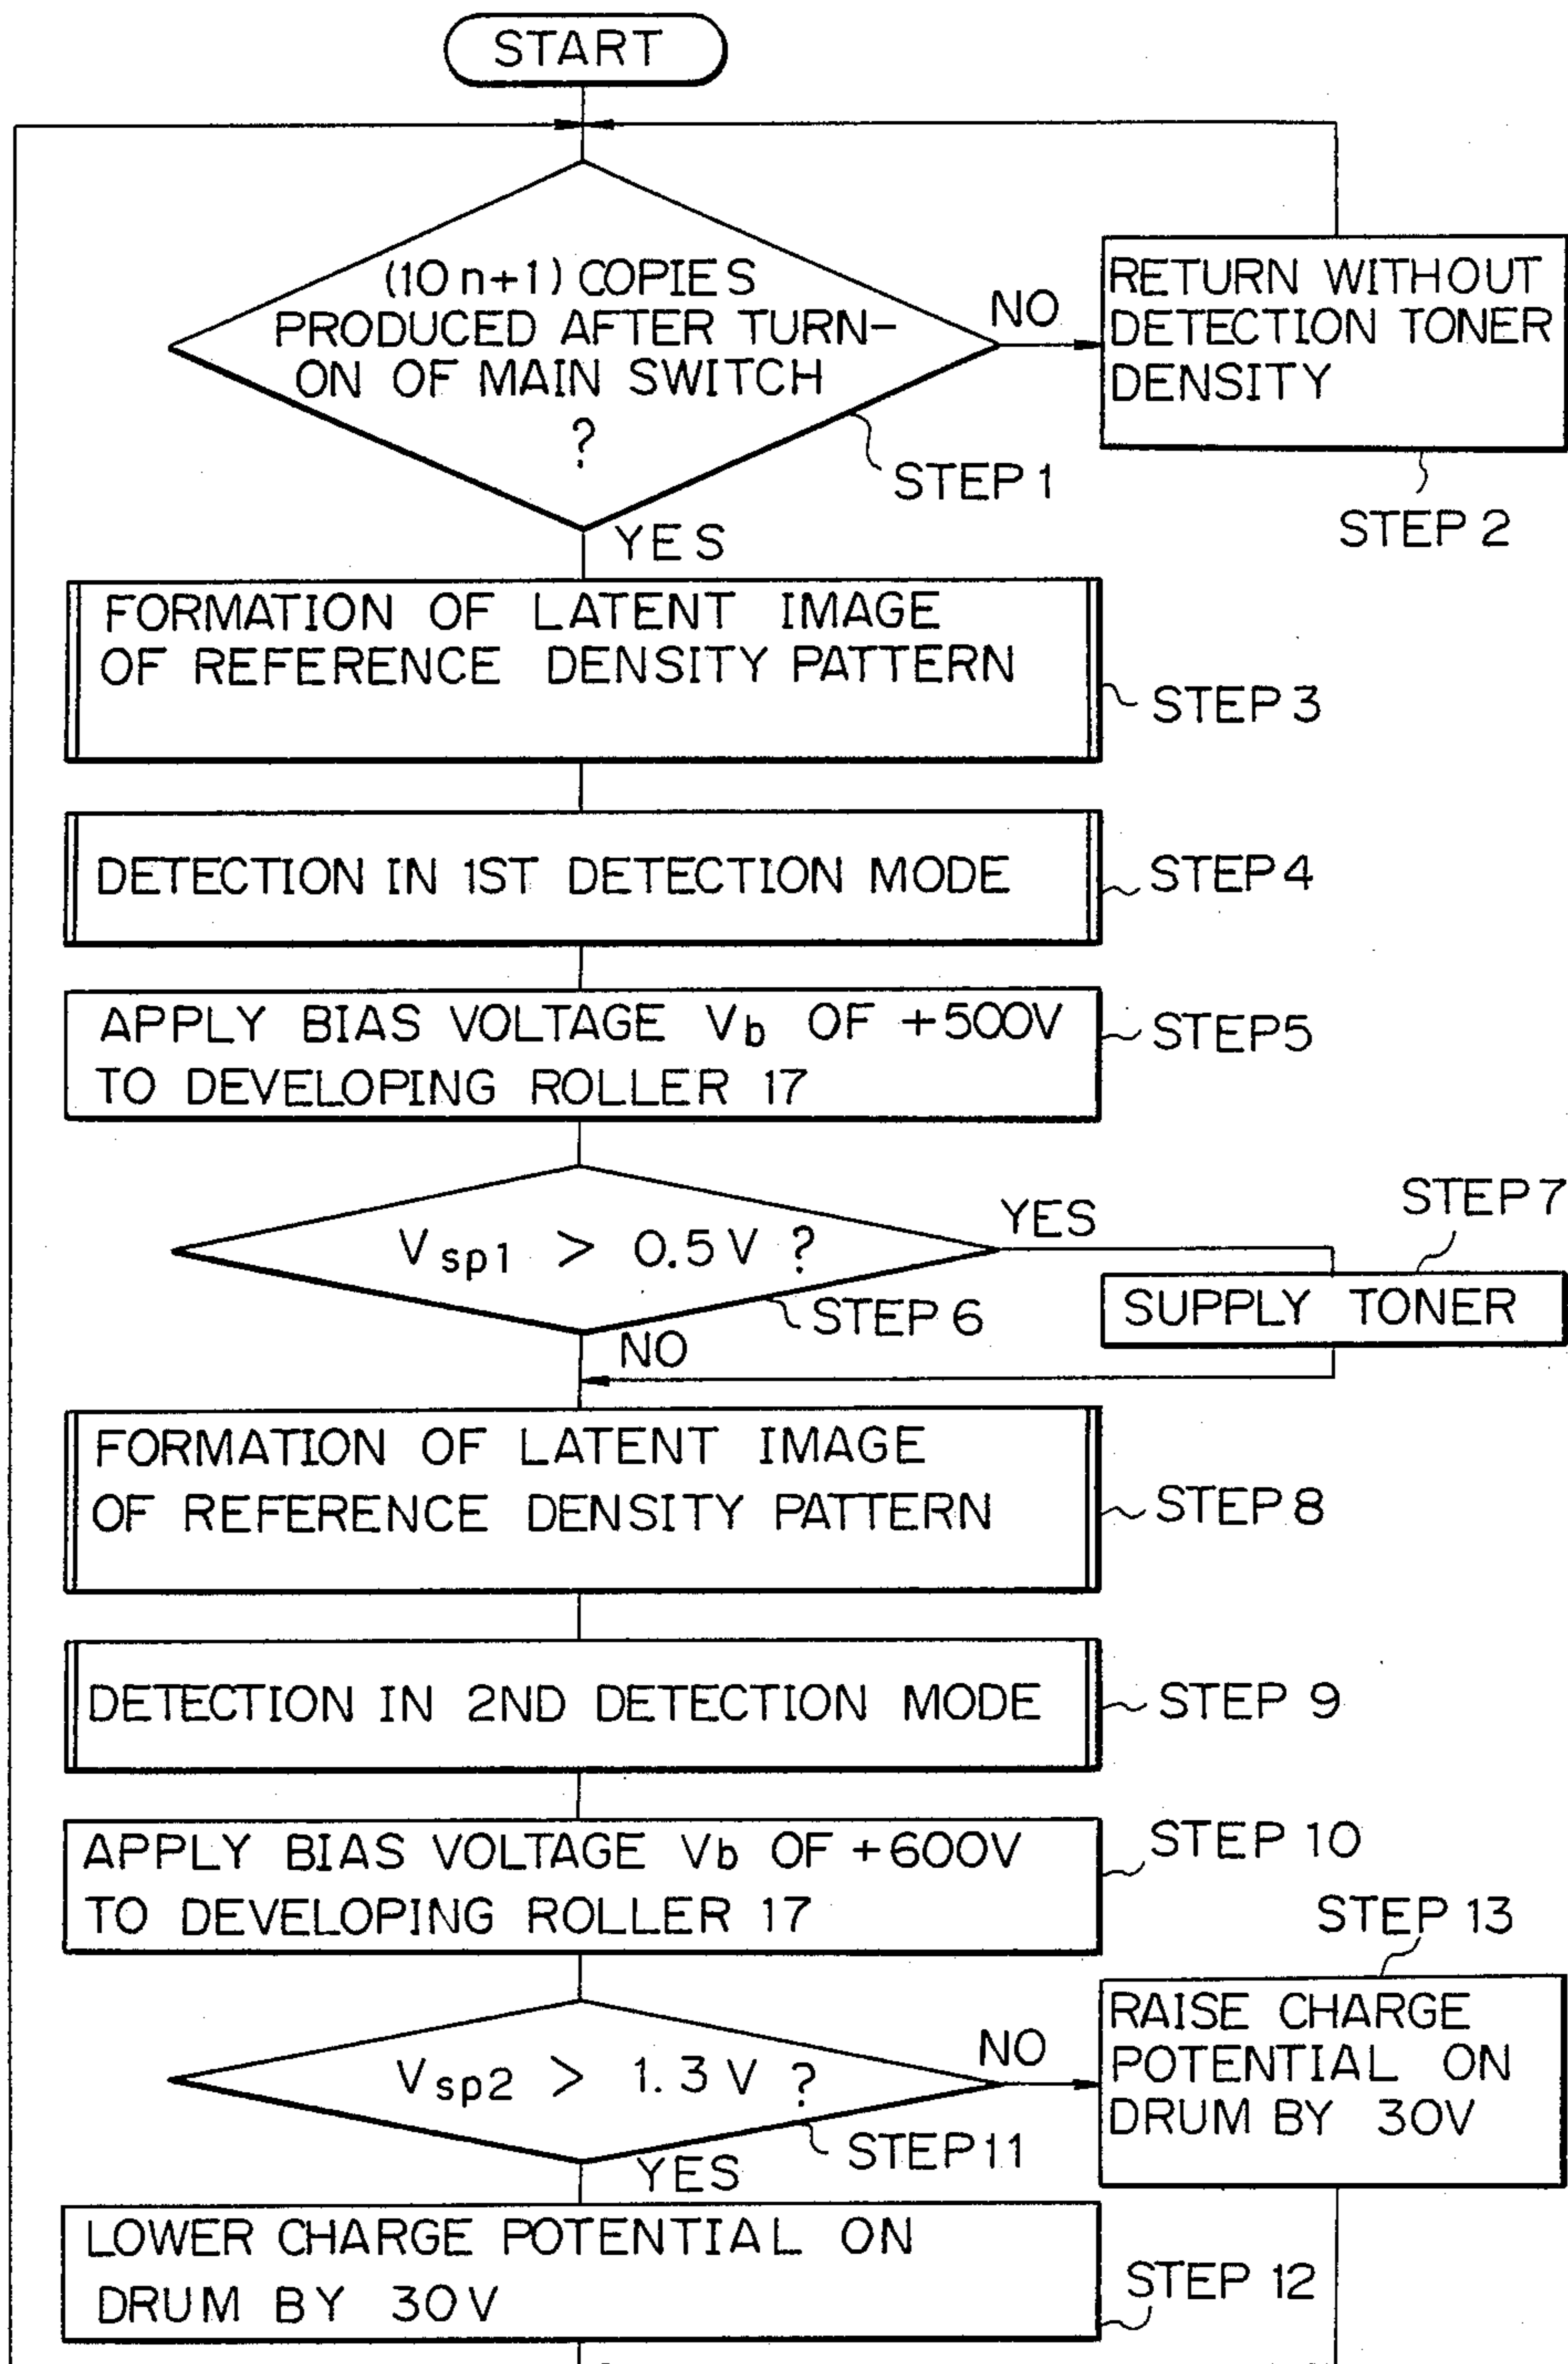 START
(10n+1) COPIES
PRODUCED AFTER TURN-
ON OF MAIN SWITCH
?
STEP 1
NO
RETURN WITHOUT
DETECTION TONER
DENSITY
STEP 2
YES
FORMATION OF LATENT IMAGE
OF REFERENCE DENSITY PATTERN
STEP 3
DETECTION IN 1ST DETECTION MODE
STEP 4
APPLY BIAS VOLTAGE Vb OF +500V
TO DEVELOPING ROLLER 17
STEP 5
Vsp1 > 0.5 V ?
STEP 6
YES
STEP 7
SUPPLY TONER
NO
FORMATION OF LATENT IMAGE
OF REFERENCE DENSITY PATTERN
STEP 8
DETECTION IN 2ND DETECTION MODE
STEP 9
APPLY BIAS VOLTAGE Vb OF +600V
TO DEVELOPING ROLLER 17
STEP 10
Vsp2 > 1.3 V ?
STEP 11
NO
STEP 13
RAISE CHARGE
POTENTIAL ON
DRUM BY 30V
YES
LOWER CHARGE POTENTIAL ON
DRUM BY 30V
STEP 12